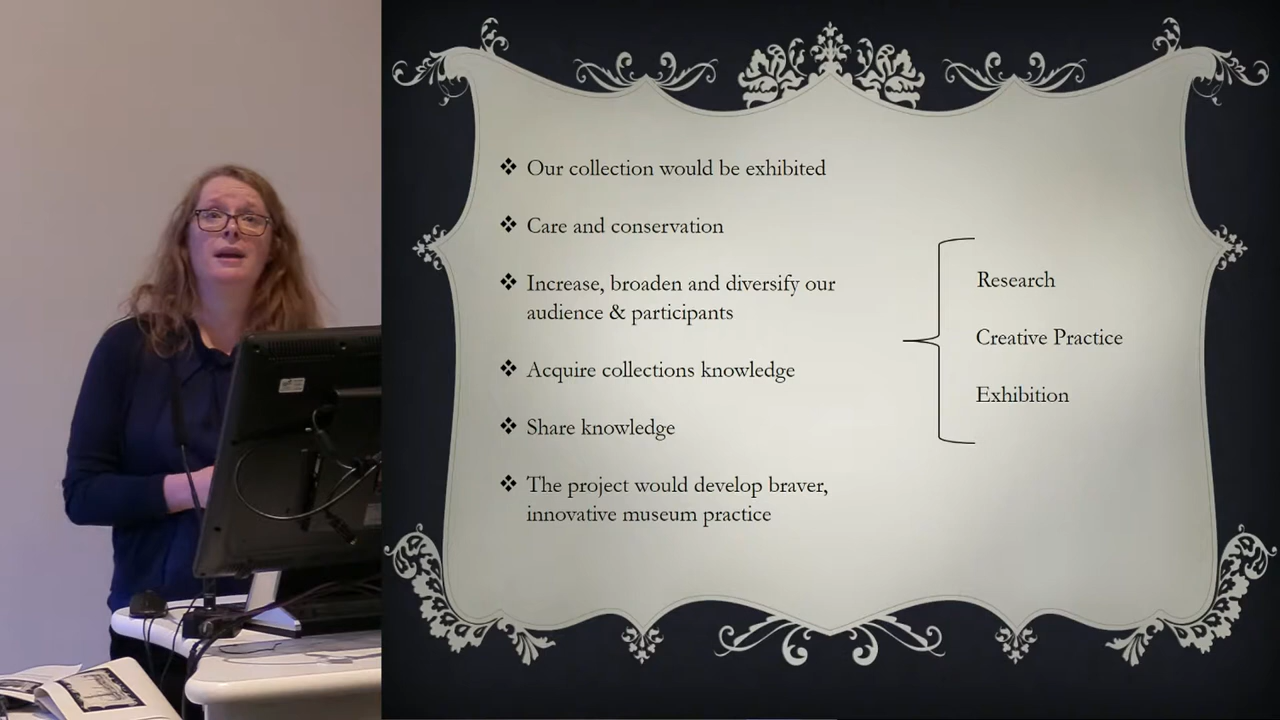 ❖ Our collection would be exhibited
❖ Care and conservation
❖ Increase, broaden and diversify our
audience & participants
❖ Acquire collections knowledge
❖ Share knowledge
❖ The project would develop braver,
innovative museum practice
Research
Creative Practice
Exhibition